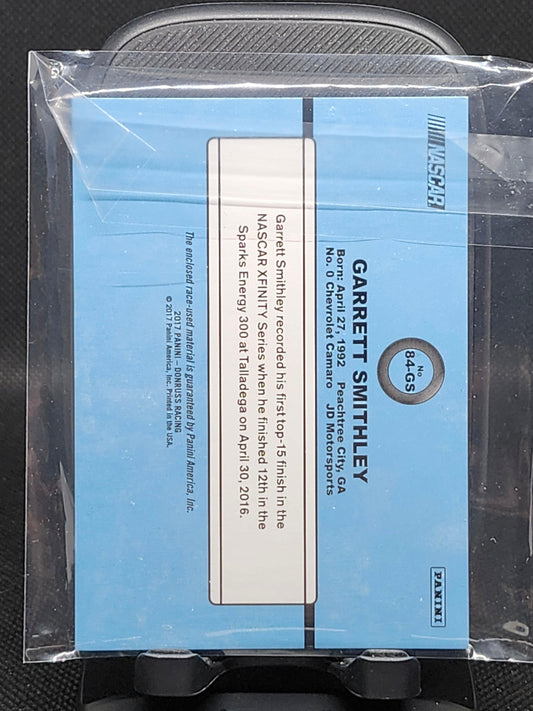 NASCAR
No
84-GS
GARRETT SMITHLEY
Born: April 27, 1992 Peachtree City, GA
No. 0 Chevrolet Camaro JD Motorsports
Garrett Smithley recorded his first top-15 finish in the
NASCAR XFINITY Series when he finished 12th in the
Sparks Energy 300 at Talladega on April 30, 2016.
The enclosed race-used material is guaranteed by Panini America, Inc.
2017 PANINI – DONRUSS RACING
© 2017 Panini America, Inc. Printed in the USA.
PANINI